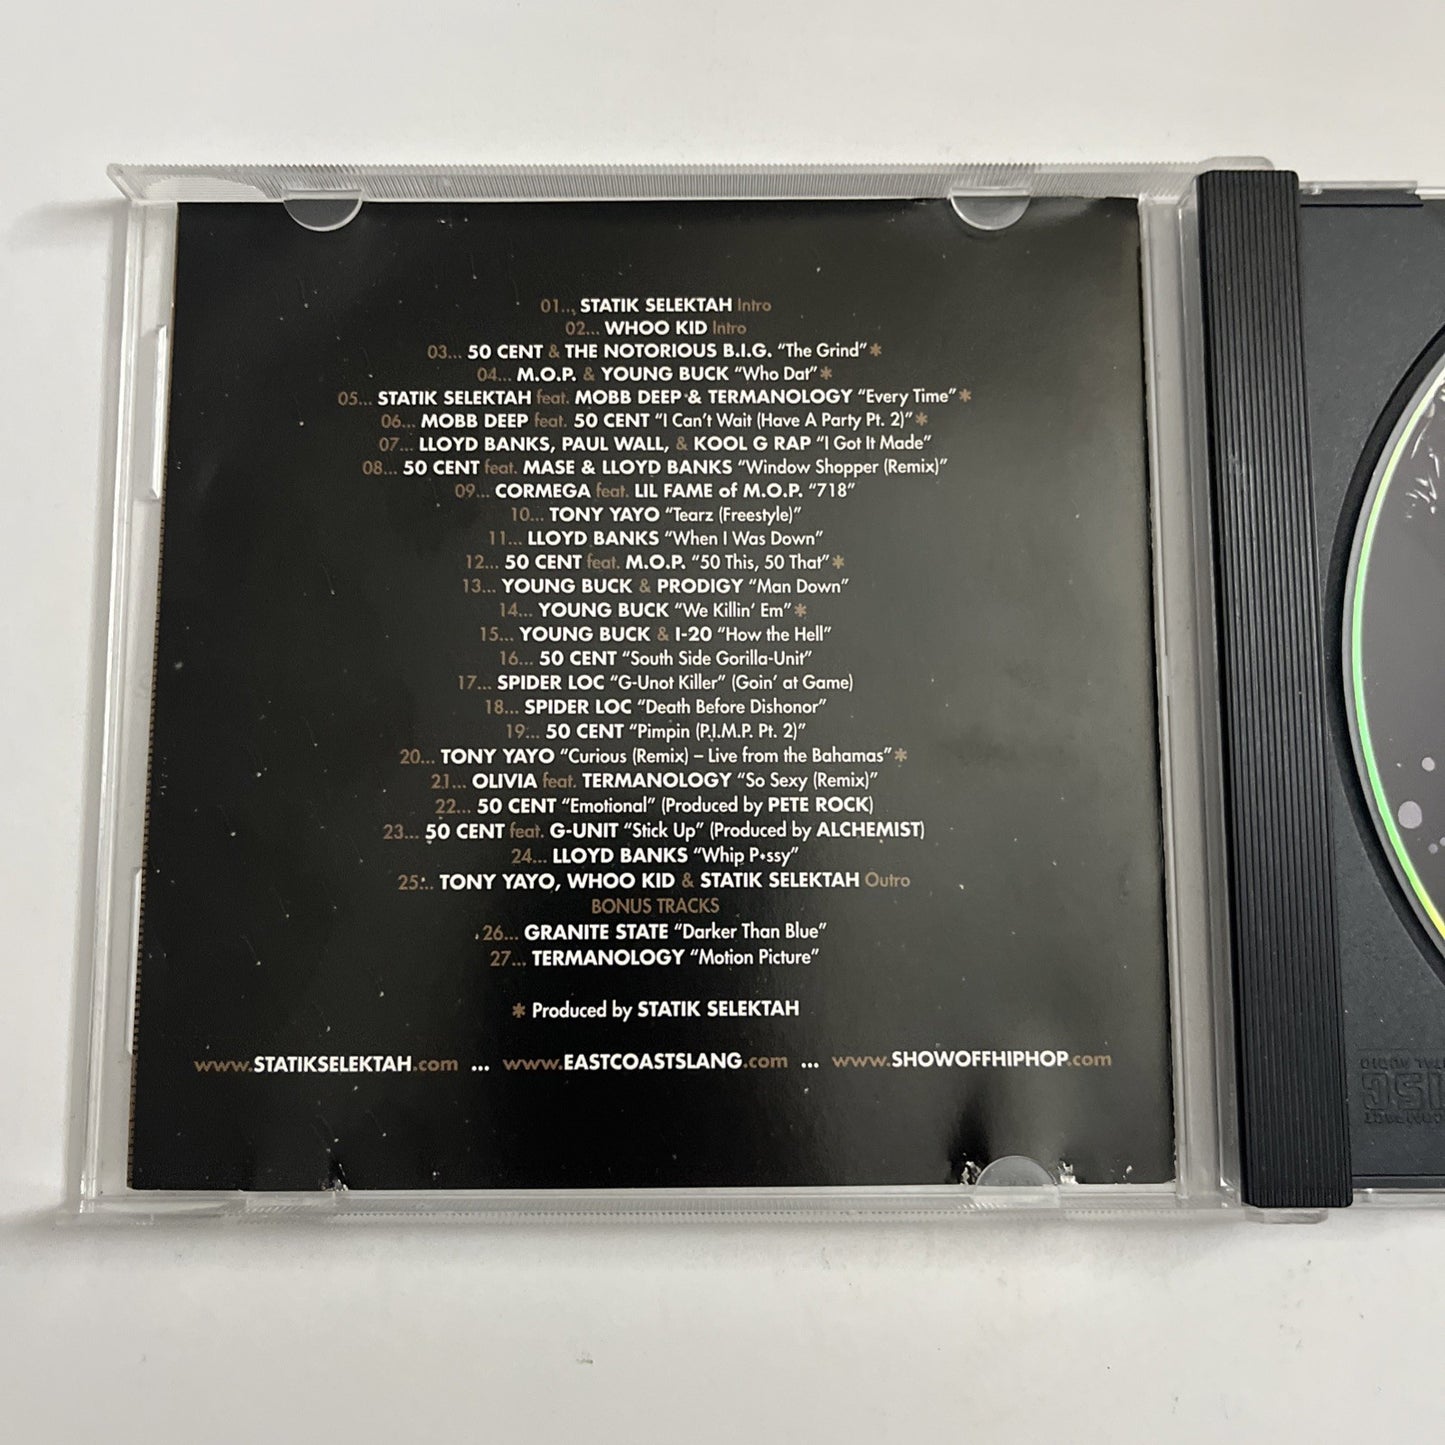 01... STATIK SELEKTAH Intro
02... WHOO KID Intro
03... 50 CENT & THE NOTORIOUS B.I.G. “The Grind”*
04... M.O.P. & YOUNG BUCK “Who Dat”*
05... STATIK SELEKTAH feat. MOBB DEEP & TERMANOLOGY “Every Time”*
06... MOBB DEEP feat. 50 CENT “I Can’t Wait (Have A Party Pt. 2)”*
07... LLOYD BANKS, PAUL WALL, & KOOL G RAP “I Got It Made”
08... 50 CENT feat. MASE & LLOYD BANKS “Window Shopper (Remix)”
09... CORMEGA feat. LIL FAME of M.O.P. “718”
10... TONY YAYO “Tearz (Freestyle)”
11... LLOYD BANKS “When I Was Down”
12... 50 CENT feat. M.O.P. “50 This, 50 That”*
13... YOUNG BUCK & PRODIGY “Man Down”
14... YOUNG BUCK “We Killin’ Em”*
15... YOUNG BUCK & I-20 “How the Hell”
16... 50 CENT “South Side Gorilla-Unit”
17... SPIDER LOC “G-Unot Killer” (Goin’ at Game)
18... SPIDER LOC “Death Before Dishonor”
19... 50 CENT “Pimpin (P.I.M.P. Pt. 2)”
20... TONY YAYO “Curious (Remix) – Live from the Bahamas”*
21... OLIVIA feat. TERMANOLOGY “So Sexy (Remix)”
22... 50 CENT “Emotional” (Produced by PETE ROCK)
23... 50 CENT feat. G-UNIT “Stick Up” (Produced by ALCHEMIST)
24... LLOYD BANKS “Whip P•ssy”
25... TONY YAYO, WHOO KID & STATIK SELEKTAH Outro
BONUS TRACKS
26... GRANITE STATE “Darker Than Blue”
27... TERMANOLOGY “Motion Picture”
* Produced by STATIK SELEKTAH
www.STATIKSELEKTAH.com ... www.EASTCOASTSLANG.com ... www.SHOWOFFHIPHOP.com
COMPACT